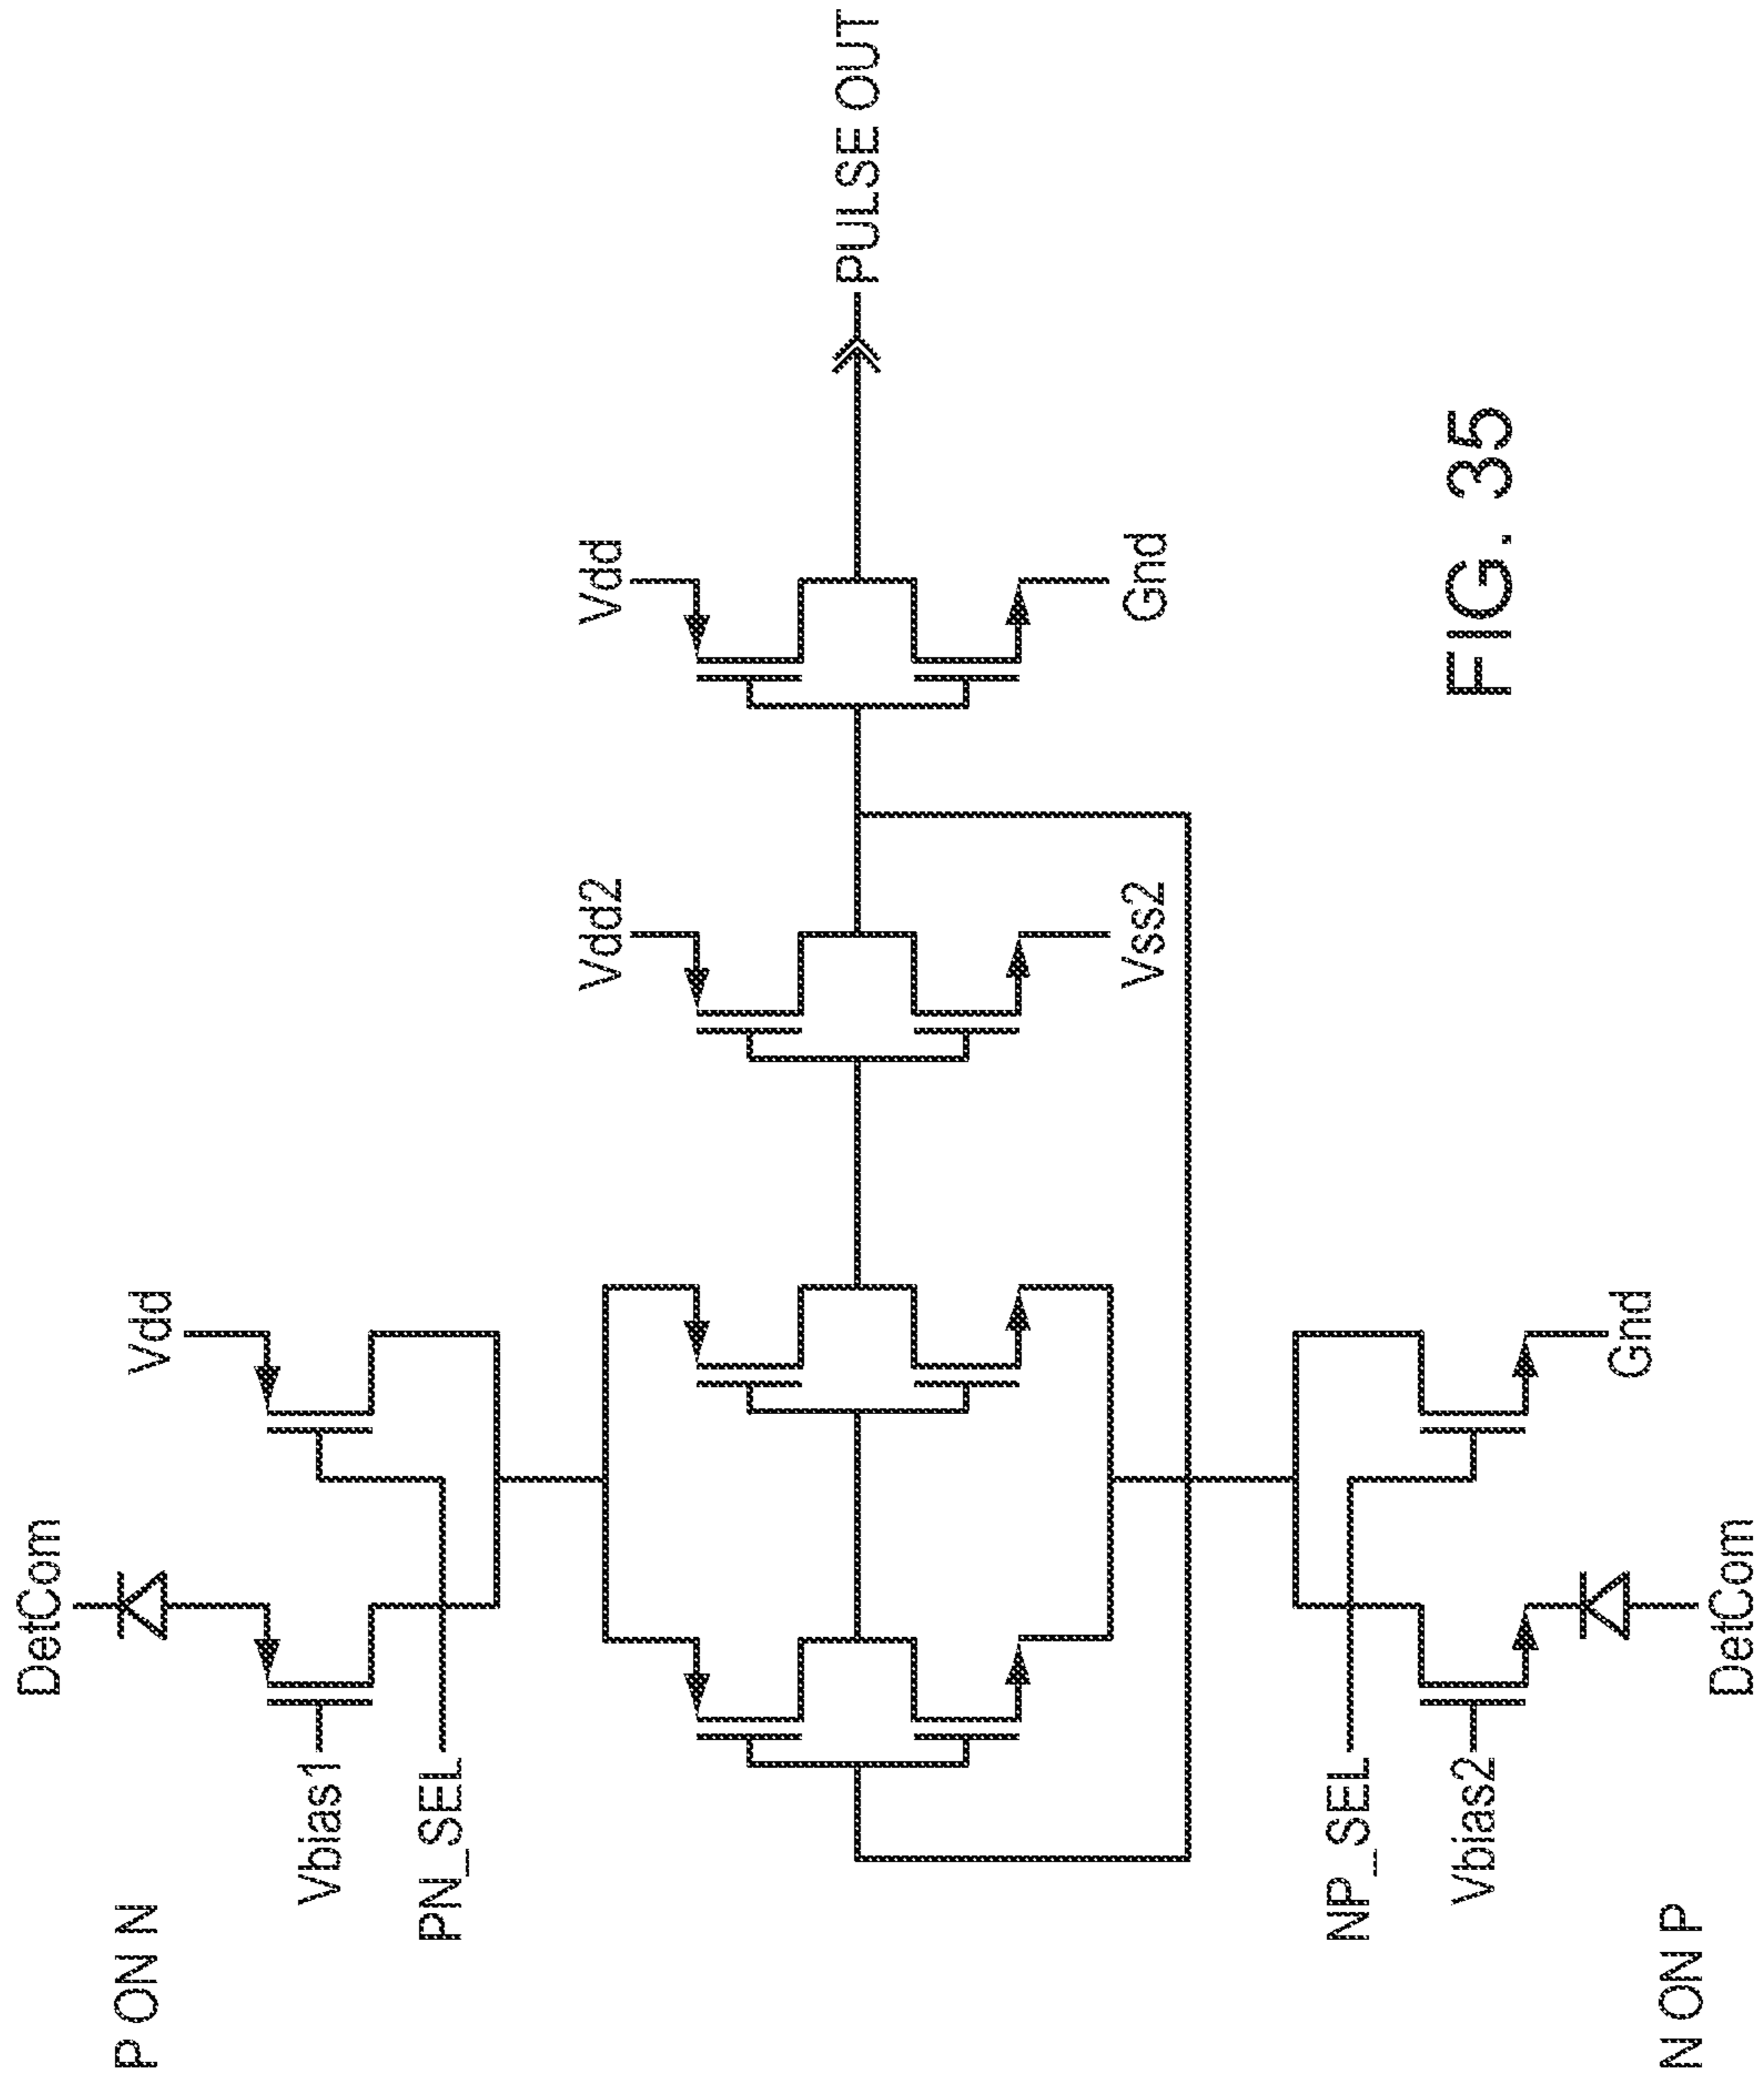 P ON N
DetCom
Vdd
Vbias1
PN_SEL
Vdd2
Vdd
PULSE OUT
Vss2
Gnd
NP_SEL
Vbias2
Gnd
DetCom
N ON P
FIG. 35